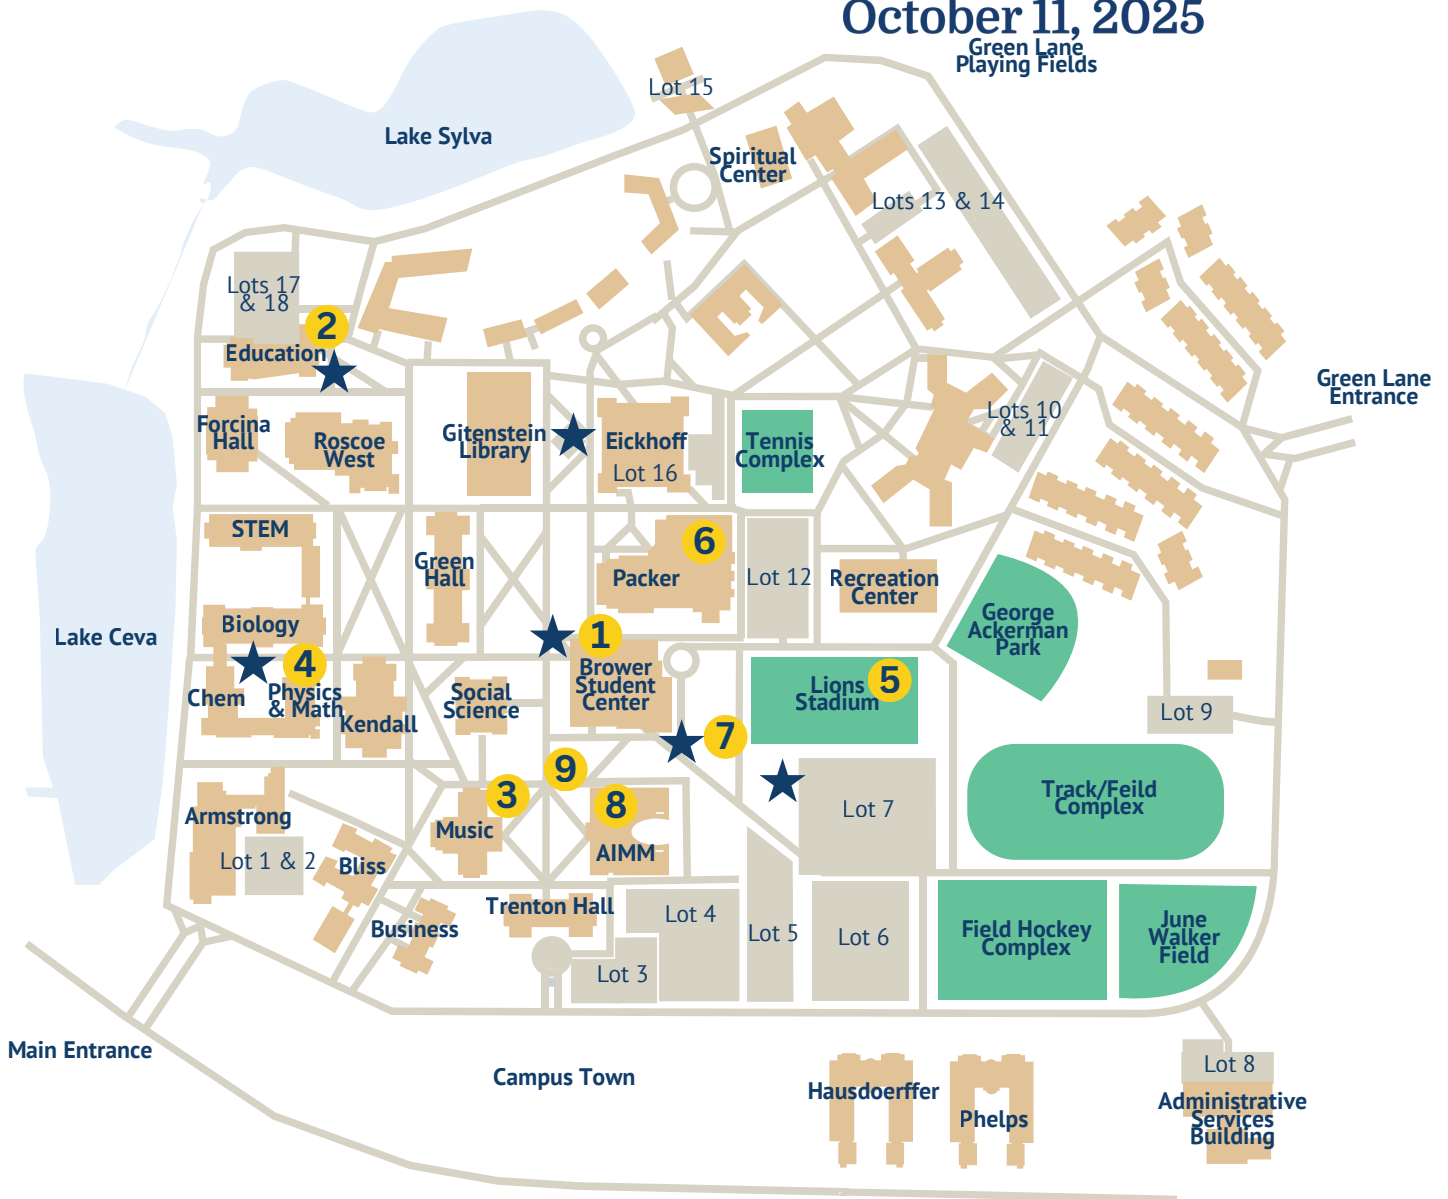 October 11, 2025
Green Lane
Playing Fields
Lot 15
Lake Sylva
Spiritual
Center
Lots 13 & 14
Lots 17
& 18
2
Education
Green Lane
Entrance
Forcina
Hall
Roscoe
West
Gitenstein
Library
Eickhoff
Lot 16
Tennis
Complex
Lots 10
& 11
STEM
Green
Hall
6
Packer
Lot 12
Recreation
Center
George
Ackerman
Park
Lake Ceva
Biology
4
Chem
Physics
& Math
Kendall
Social
Science
1
Brower
Student
Center
Lions
Stadium
5
Lot 9
7
9
3
8
Music
AIMM
Lot 7
Track/Feild
Complex
Armstrong
Lot 1 & 2
Bliss
Business
Trenton Hall
Lot 4
Lot 3
Lot 5
Lot 6
Field Hockey
Complex
June
Walker
Field
Main Entrance
Campus Town
Hausdoerffer
Phelps
Lot 8
Administrative
Services
Building